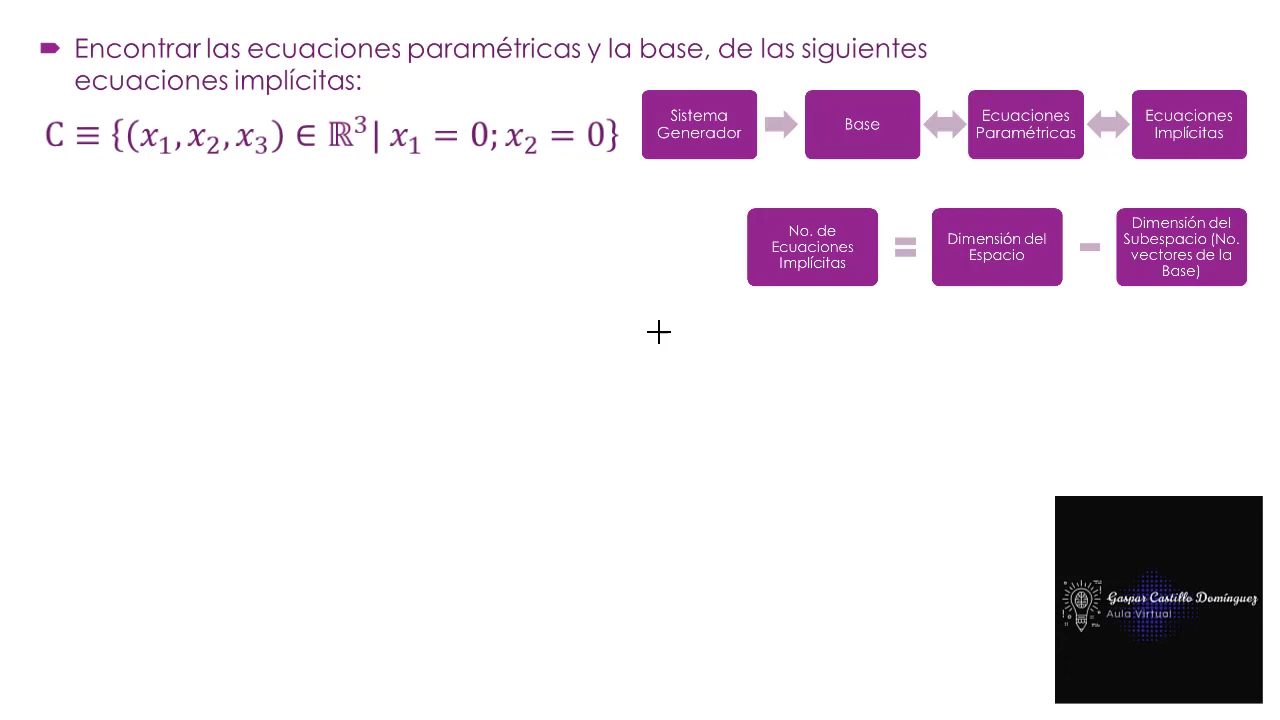 Encontrar las ecuaciones paramétricas y la base, de las siguientes
ecuaciones implícitas:
C ≡ {(x₁, x₂, x₃) ∈ ℝ³| x₁ = 0; x₂ = 0}
Sistema
Generador
Base
Ecuaciones
Paramétricas
Ecuaciones
Implícitas
No. de
Ecuaciones
Implícitas
=
Dimensión del
Espacio
-
Dimensión del
Subespacio (No.
vectores de la
Base)
Gaspar Castillo Domínguez
Aula Virtual